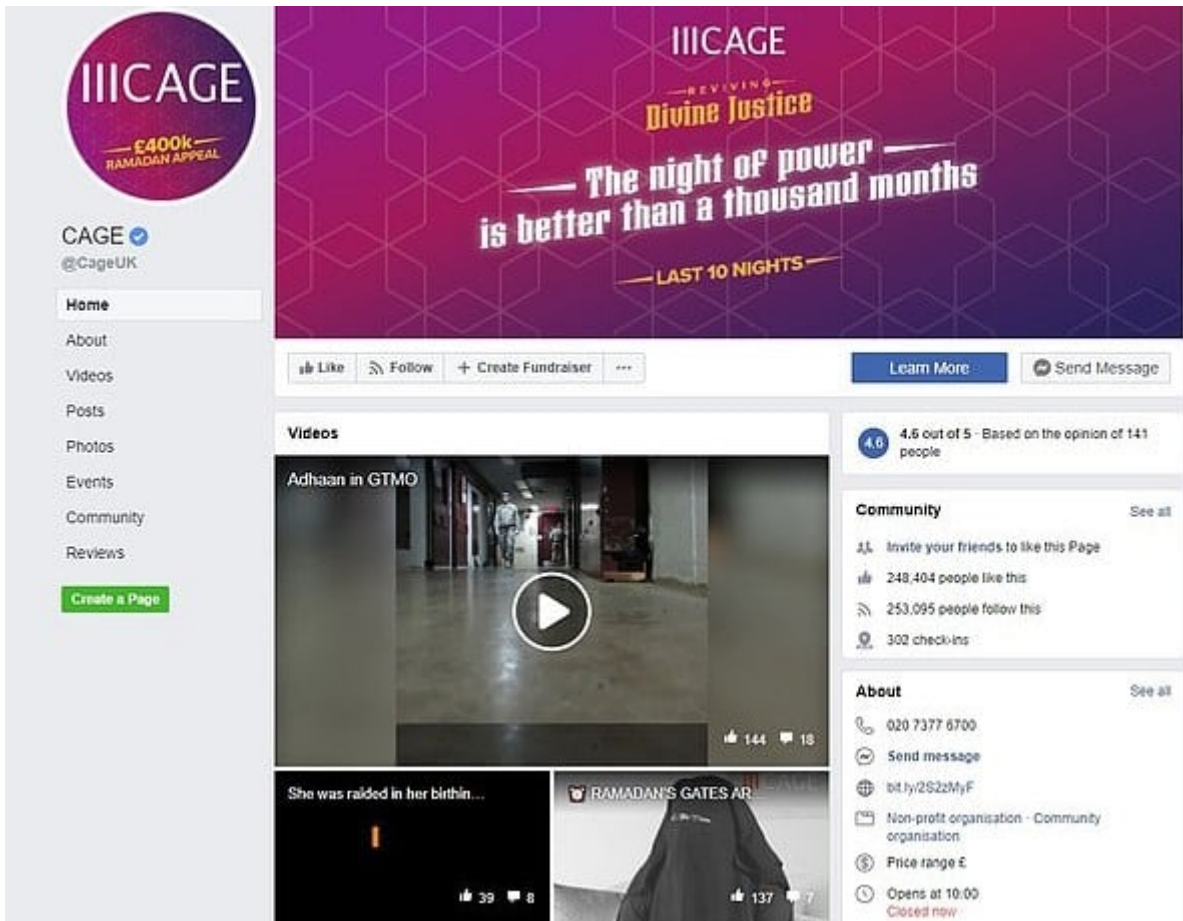 IIICAGE
£400k
RAMADAN APPEAL
CAGE
@CageUK
Home
About
Videos
Posts
Photos
Events
Community
Reviews
Create a Page
IIICAGE
REVIVING
Divine Justice
The night of power
is better than a thousand months
LAST 10 NIGHTS
Like
Follow
+ Create Fundraiser
...
Learn More
Send Message
Videos
Adhaan in GTMO
144
18
She was raided in her birthin...
39
8
RAMADAN'S GATES AR...
137
7
4.6
4.6 out of 5 · Based on the opinion of 141
people
Community
See all
Invite your friends to like this Page
248,404 people like this
253,095 people follow this
302 check-ins
About
See all
020 7377 6700
Send message
bit.ly/2S2zMyF
Non-profit organisation · Community
organisation
Price range £
Opens at 10:00
Closed now